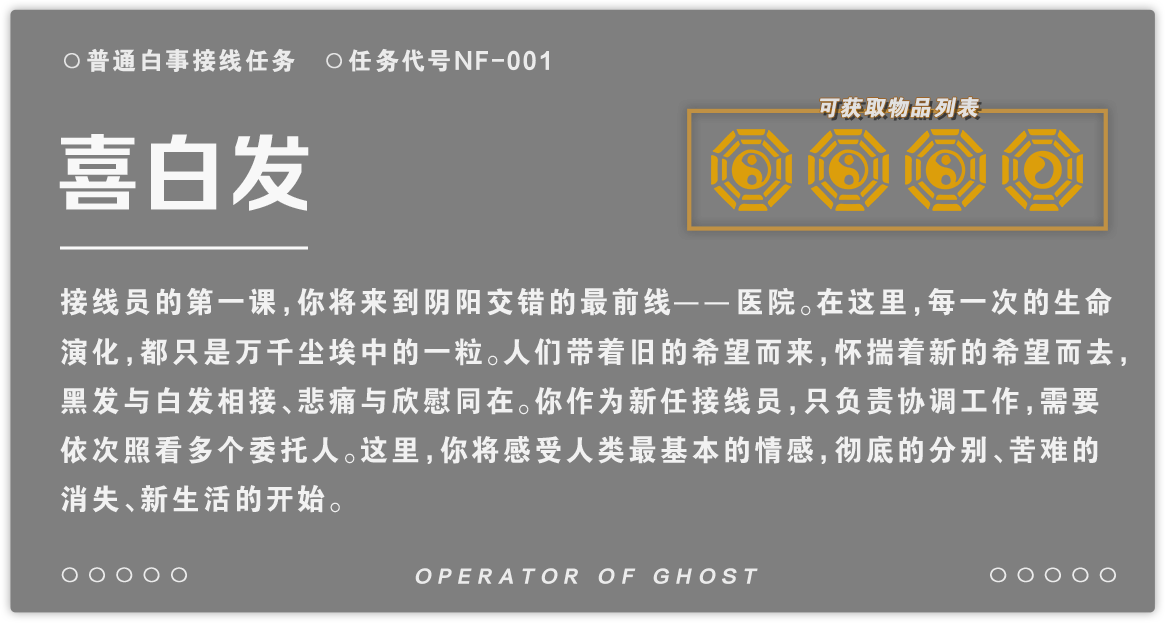 ○普通白事接线任务 ○任务代号NF-001
可获取物品列表
喜白发
接线员的第一课,你将来到阴阳交错的最前线——医院。在这里,每一次的生命
演化,都只是万千尘埃中的一粒。人们带着旧的希望而来,怀揣着新的希望而去,
黑发与白发相接、悲痛与欣慰同在。你作为新任接线员,只负责协调工作,需要
依次照看多个委托人。这里,你将感受人类最基本的情感,彻底的分别、苦难的
消失、新生活的开始。
OPERATOR OF GHOST